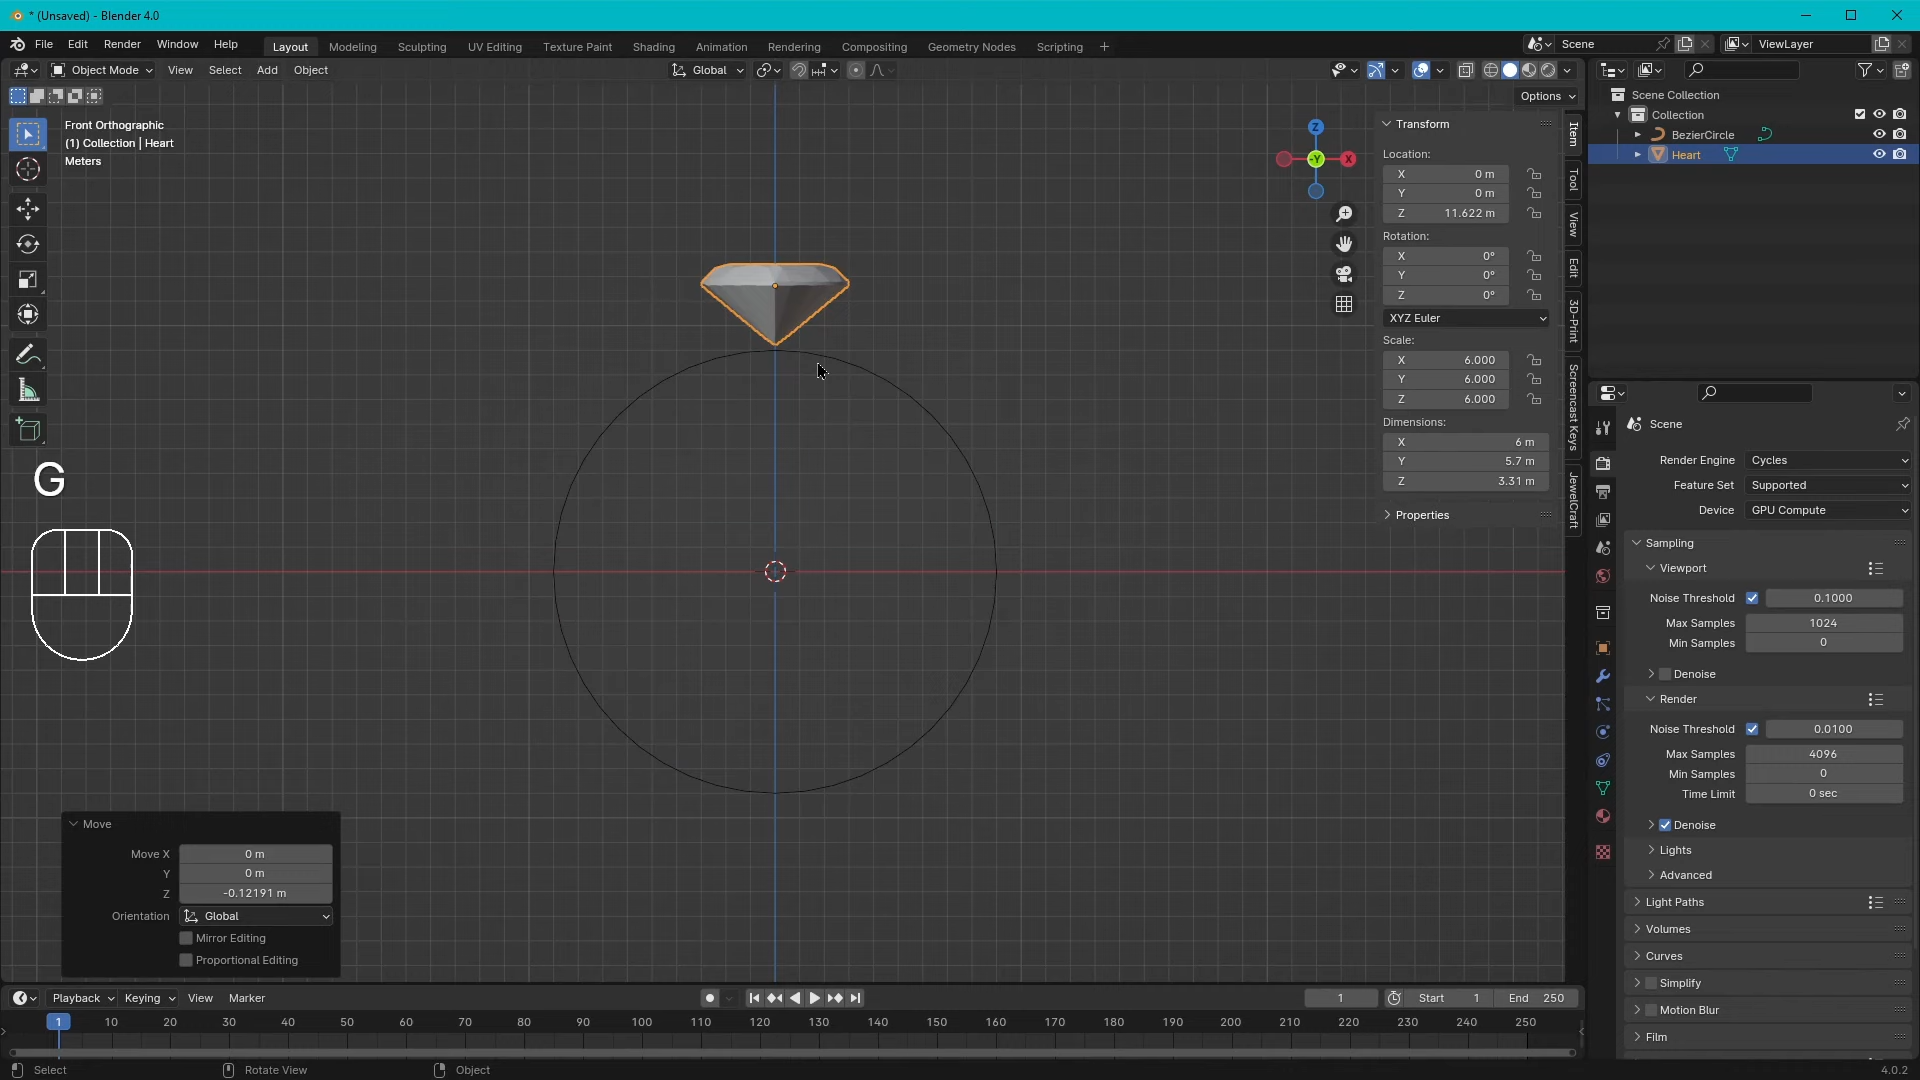 * (Unsaved) - Blender 4.0
File Edit Render Window Help
Layout Modeling Sculpting UV Editing Texture Paint Shading Animation Rendering Compositing Geometry Nodes Scripting +
Scene
ViewLayer
Object Mode View Select Add Object
Global
Options
Front Orthographic
(1) Collection | Heart
Meters
Z
-Y
X
G
Transform
Location:
X 0 m
Y 0 m
Z 11.622 m
Rotation:
X 0°
Y 0°
Z 0°
XYZ Euler
Scale:
X 6.000
Y 6.000
Z 6.000
Dimensions:
X 6 m
Y 5.7 m
Z 3.31 m
Properties
Item
Tool
View
Edit
3D-Print
Screencast Keys
JewelCraft
Move
Move X 0 m
Y 0 m
Z -0.12191 m
Orientation Global
Mirror Editing
Proportional Editing
Scene Collection
Collection
BezierCircle
Heart
Scene
Render Engine Cycles
Feature Set Supported
Device GPU Compute
Sampling
Viewport
Noise Threshold 0.1000
Max Samples 1024
Min Samples 0
Denoise
Render
Noise Threshold 0.0100
Max Samples 4096
Min Samples 0
Time Limit 0 sec
Denoise
Lights
Advanced
Light Paths
Volumes
Curves
Simplify
Motion Blur
Film
Playback Keying View Marker
1
Start 1
End 250
1 10 20 30 40 50 60 70 80 90 100 110 120 130 140 150 160 170 180 190 200 210 220 230 240 250
Select Rotate View Object
4.0.2